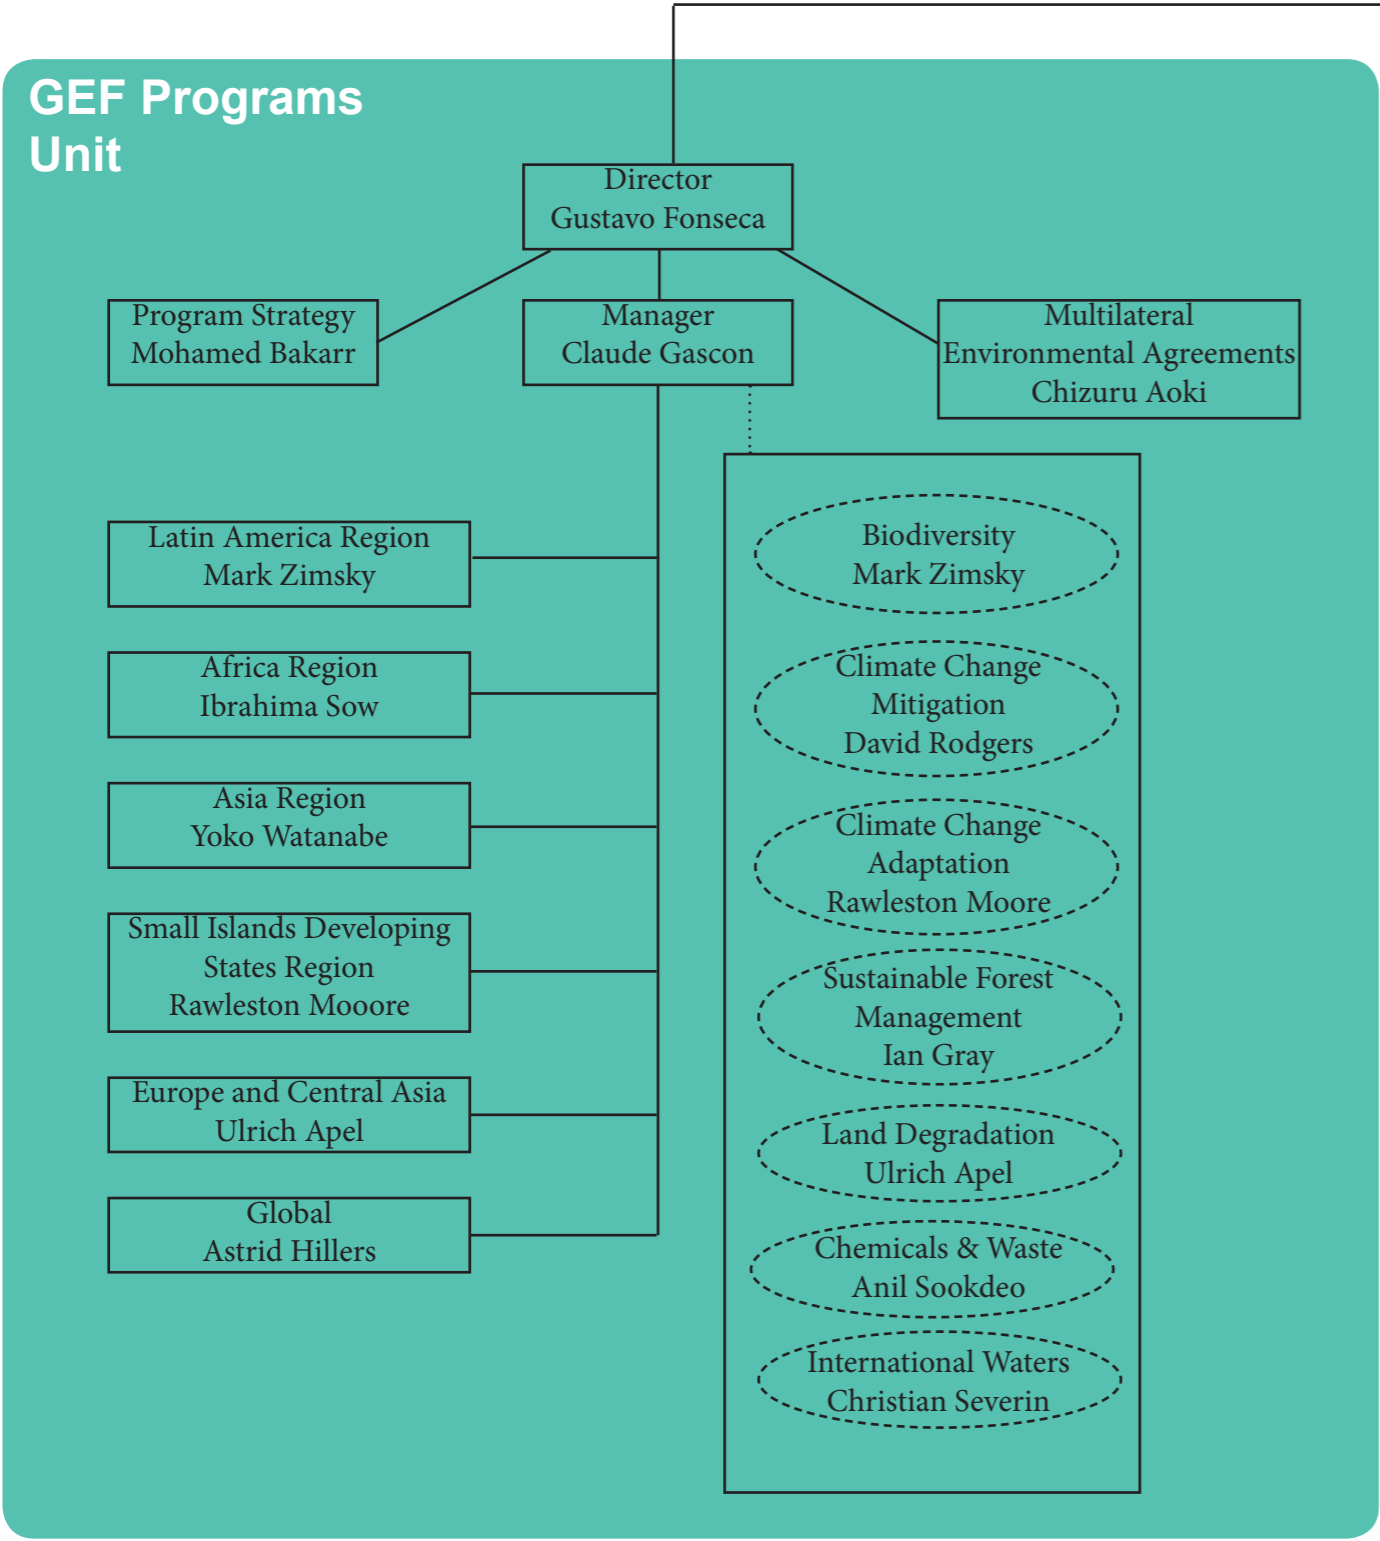 GEF Programs
Unit
Director
Gustavo Fonseca
Program Strategy
Mohamed Bakarr
Manager
Claude Gascon
Multilateral
Environmental Agreements
Chizuru Aoki
Latin America Region
Mark Zimsky
Africa Region
Ibrahima Sow
Asia Region
Yoko Watanabe
Small Islands Developing
States Region
Rawleston Mooore
Europe and Central Asia
Ulrich Apel
Global
Astrid Hillers
Biodiversity
Mark Zimsky
Climate Change
Mitigation
David Rodgers
Climate Change
Adaptation
Rawleston Moore
Sustainable Forest
Management
Ian Gray
Land Degradation
Ulrich Apel
Chemicals & Waste
Anil Sookdeo
International Waters
Christian Severin